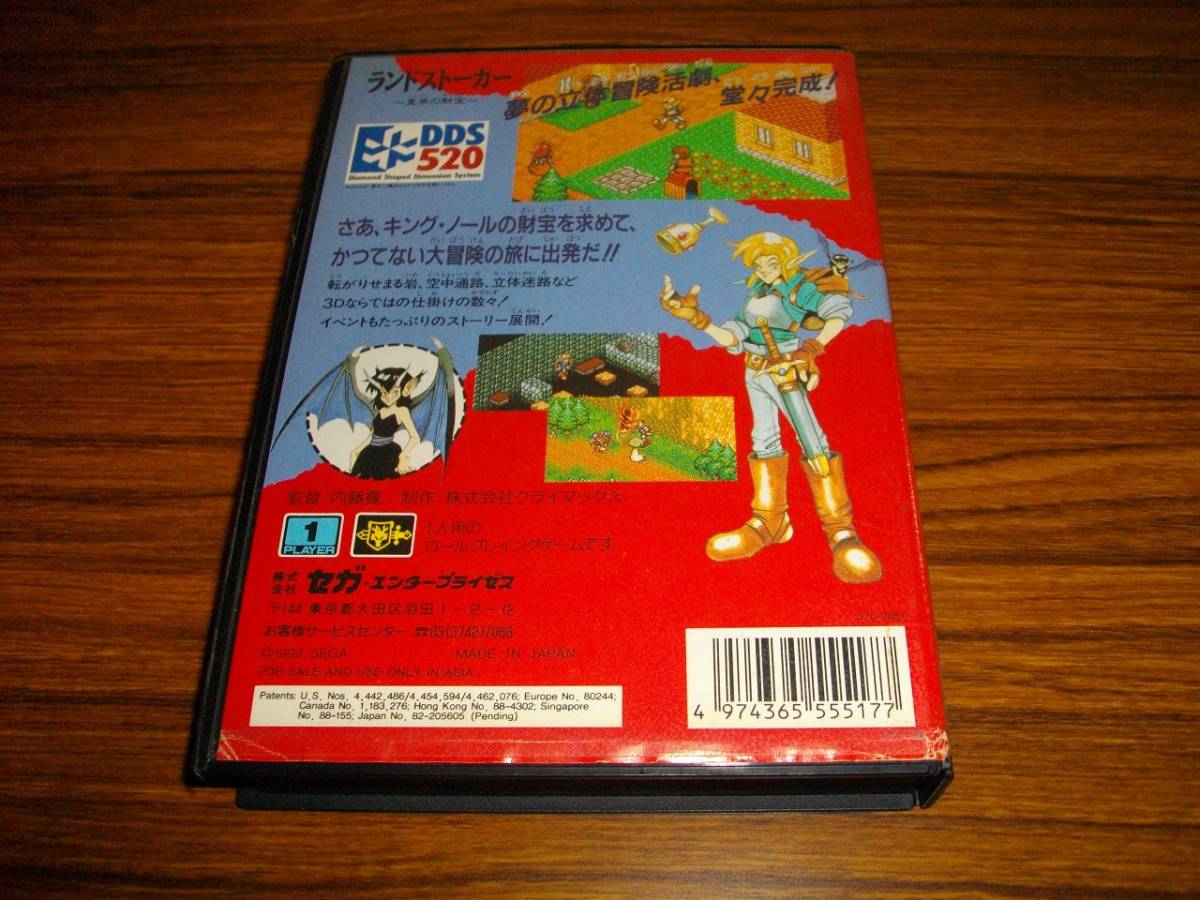 ランドストーカー
～皇帝の財宝～
夢の立体冒険活劇、堂々完成!
DDS
520
Diamond Shaped Dimension System
さあ、キング・ノールの財宝を求めて、
かつてない大冒険の旅に出発だ!!
転がりせまる岩、空中通路、立体迷路など
3Dならではの仕掛けの数々!
イベントもたっぷりのストーリー展開!
監督 内藤寛 制作 株式会社クライマックス
1
PLAYER
1人用の
ロールプレイングゲームです
株式会社 セガ・エンタープライゼス
〒144 東京都大田区羽田1-2-12
お客様サービスセンター ☎03(3742)7068
©1992 SEGA MADE IN JAPAN
FOR SALE AND USE ONLY IN ASIA
Patents: U.S. Nos. 4,442,486/4,454,594/4,462,076; Europe No. 80244;
Canada No. 1,183,276; Hong Kong No. 88-4302; Singapore
No. 88-155; Japan No. 82-205605 (Pending)
4 974365 555177